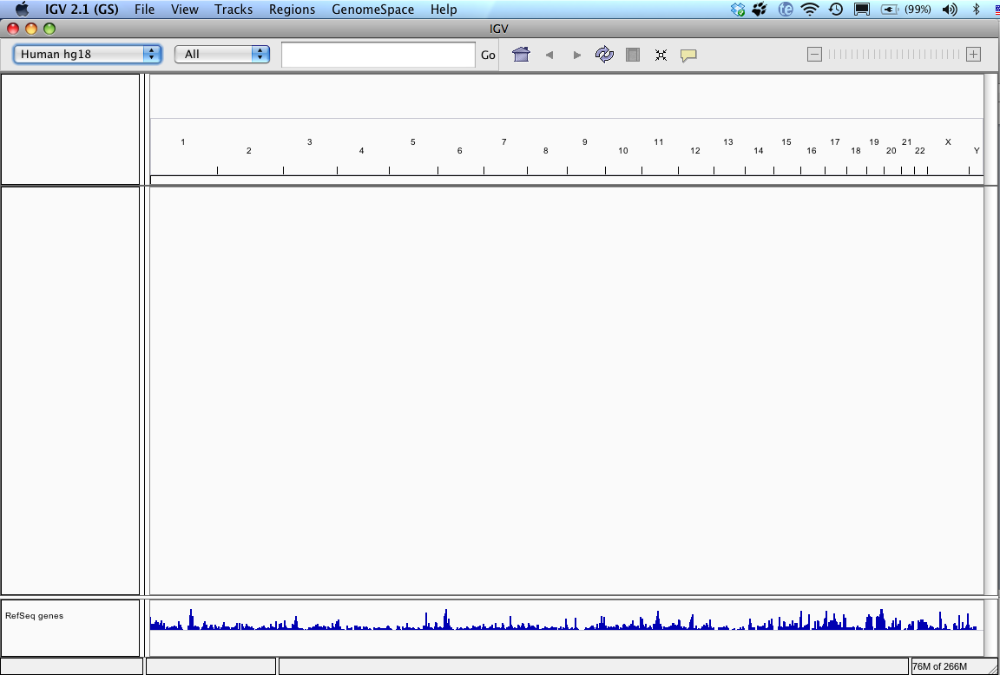 IGV 2.1 (GS) File View Tracks Regions GenomeSpace Help (99%)
IGV
Human hg18 All Go
1 3 5 7 9 11 13 15 17 19 21 X
2 4 6 8 10 12 14 16 18 20 22 Y
RefSeq genes
76M of 266M